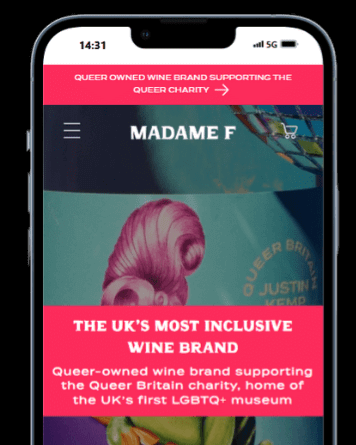 14:31
5G
QUEER OWNED WINE BRAND SUPPORTING THE
QUEER CHARITY
MADAME F
QUEER BRITAIN
JUSTIN
KEMP
THE UK'S MOST INCLUSIVE
WINE BRAND
Queer-owned wine brand supporting
the Queer Britain charity, home of
the UK's first LGBTQ+ museum